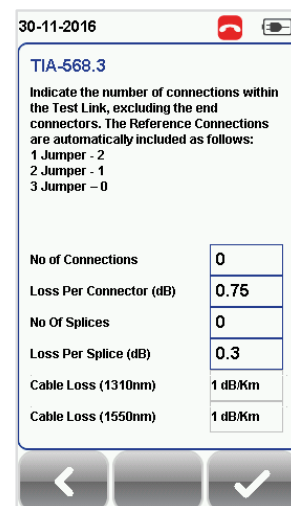 30-11-2016
TIA-568.3
Indicate the number of connections within
the Test Link, excluding the end
connectors. The Reference Connections
are automatically included as follows:
1 Jumper - 2
2 Jumper - 1
3 Jumper – 0
No of Connections 0
Loss Per Connector (dB) 0.75
No Of Splices 0
Loss Per Splice (dB) 0.3
Cable Loss (1310nm) 1 dB/Km
Cable Loss (1550nm) 1 dB/Km